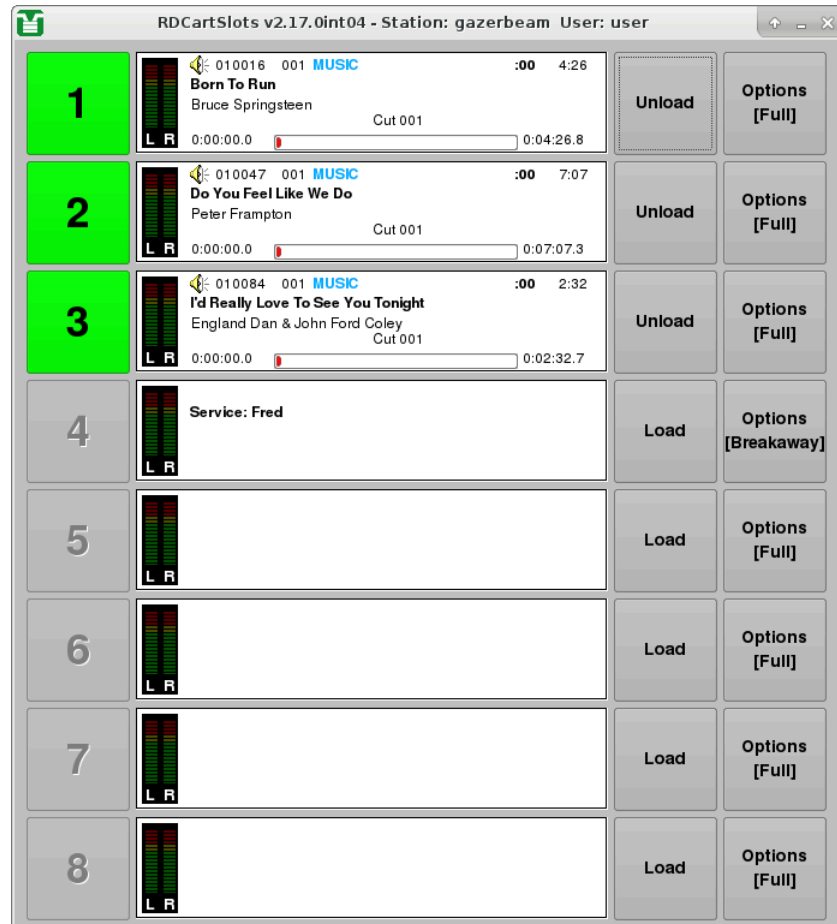 RDCartSlots v2.17.0int04 - Station: gazerbeam User: user
1
010016 001 MUSIC :00 4:26
Born To Run
Bruce Springsteen
Cut 001
L R 0:00:00.0 0:04:26.8
Unload
Options
[Full]
2
010047 001 MUSIC :00 7:07
Do You Feel Like We Do
Peter Frampton
Cut 001
L R 0:00:00.0 0:07:07.3
Unload
Options
[Full]
3
010084 001 MUSIC :00 2:32
I'd Really Love To See You Tonight
England Dan & John Ford Coley
Cut 001
L R 0:00:00.0 0:02:32.7
Unload
Options
[Full]
4
Service: Fred
L R
Load
Options
[Breakaway]
5
L R
Load
Options
[Full]
6
L R
Load
Options
[Full]
7
L R
Load
Options
[Full]
8
L R
Load
Options
[Full]